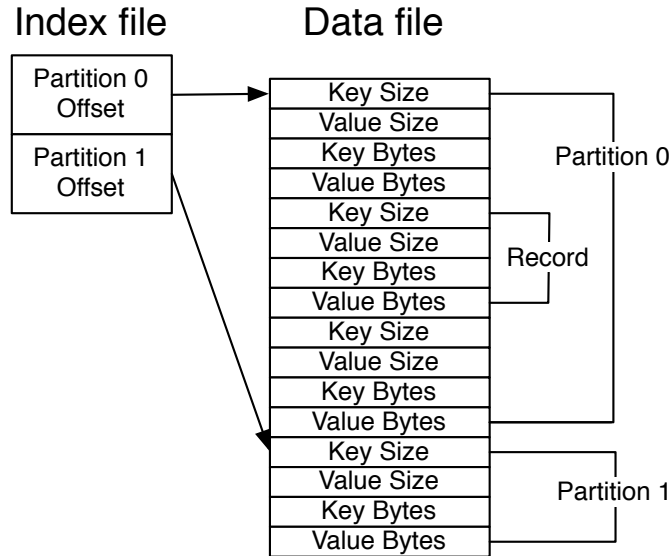 Index file
Data file
Partition 0
Offset
Partition 1
Offset
Key Size
Value Size
Key Bytes
Value Bytes
Key Size
Value Size
Key Bytes
Value Bytes
Key Size
Value Size
Key Bytes
Value Bytes
Key Size
Value Size
Key Bytes
Value Bytes
Partition 0
Record
Partition 1